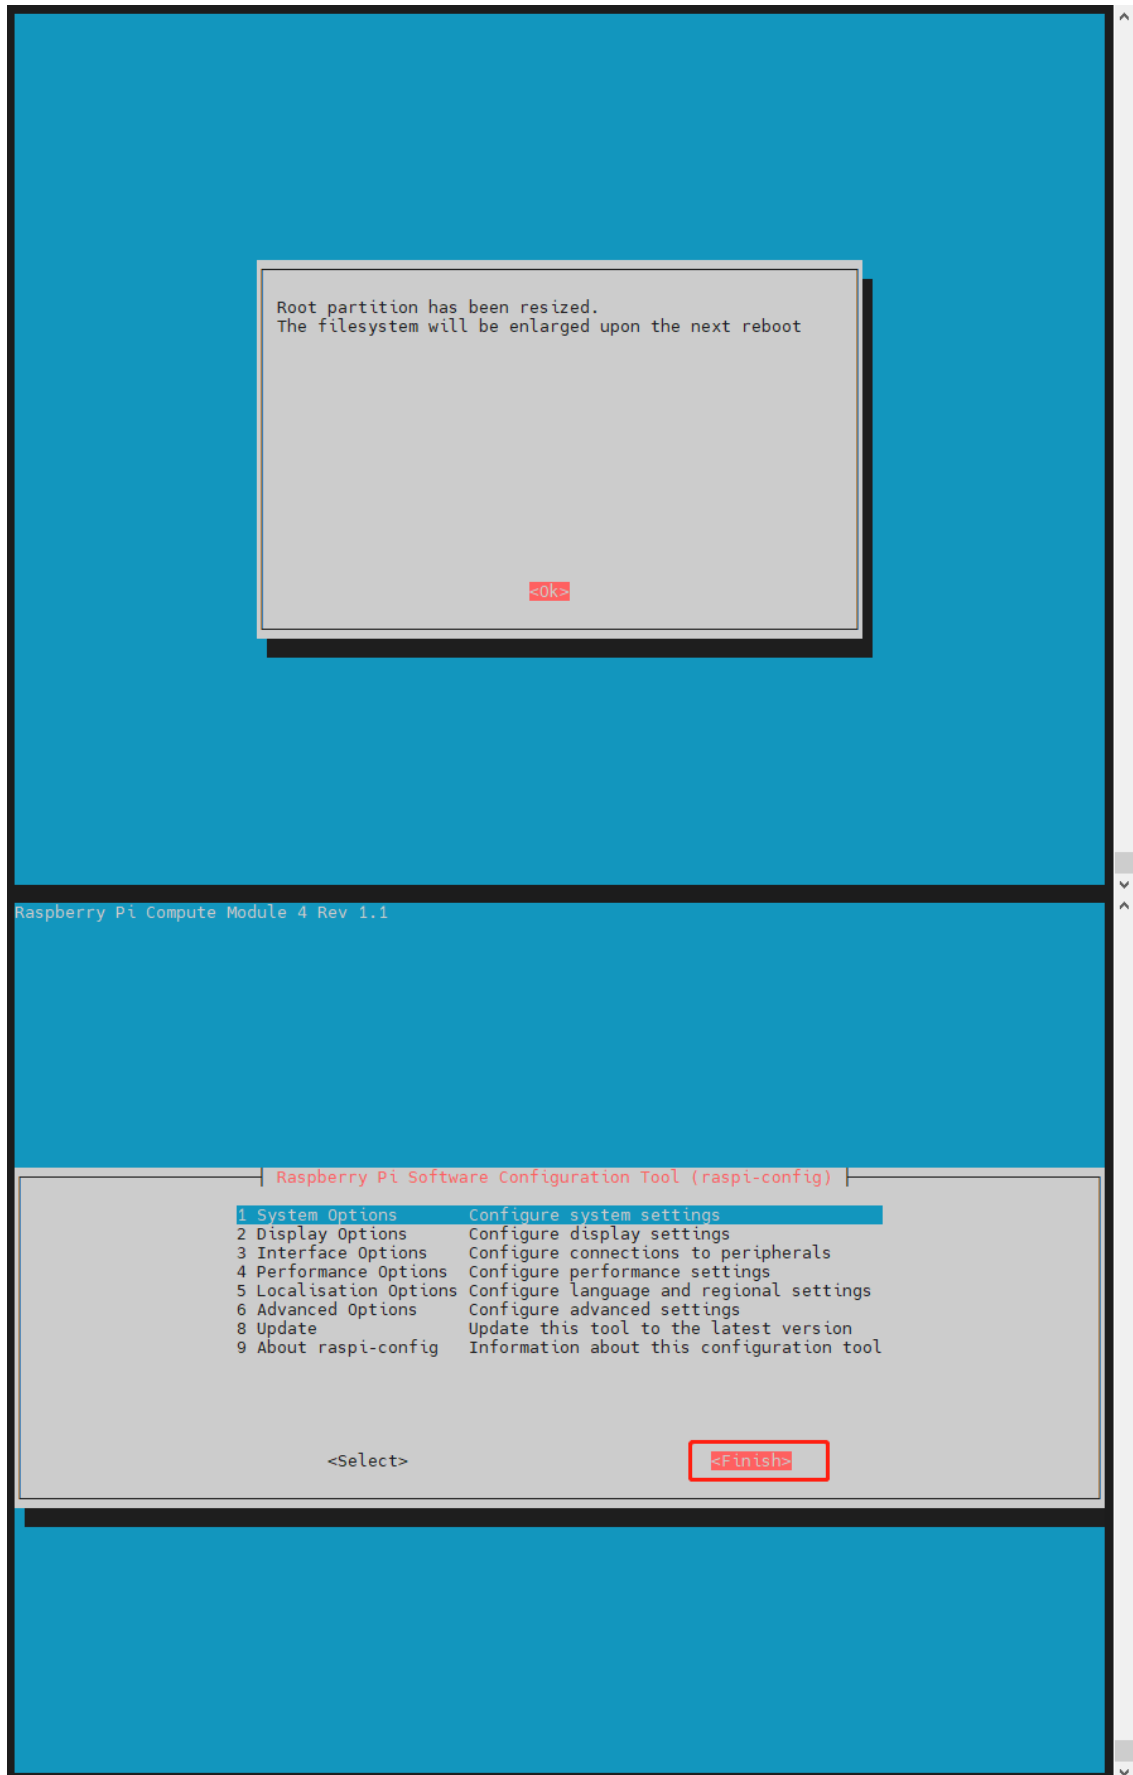 Root partition has been resized.
The filesystem will be enlarged upon the next reboot
<Ok>
Raspberry Pi Compute Module 4 Rev 1.1
Raspberry Pi Software Configuration Tool (raspi-config)
1 System Options Configure system settings
2 Display Options Configure display settings
3 Interface Options Configure connections to peripherals
4 Performance Options Configure performance settings
5 Localisation Options Configure language and regional settings
6 Advanced Options Configure advanced settings
8 Update Update this tool to the latest version
9 About raspi-config Information about this configuration tool
<Select> <Finish>